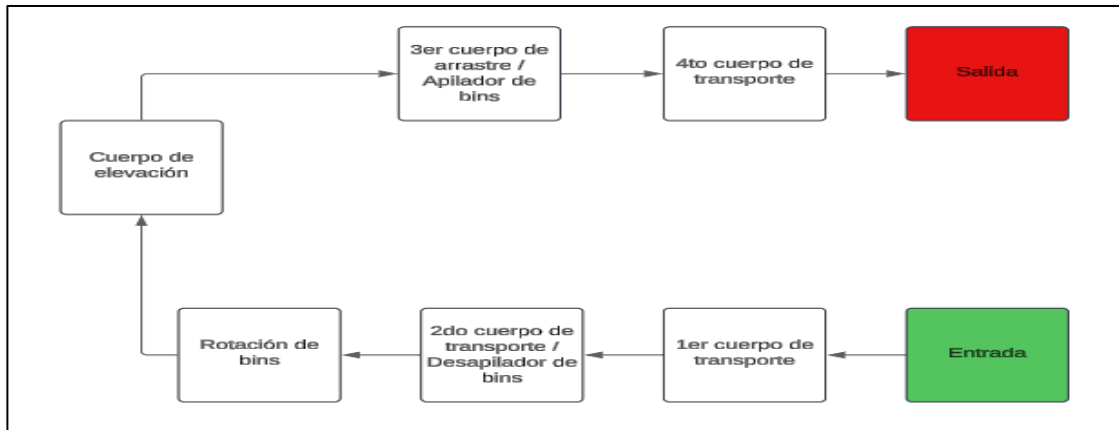 3er cuerpo de
arrastre /
Apilador de
bins
4to cuerpo de
transporte
Salida
Cuerpo de
elevación
Rotación de
bins
2do cuerpo de
transporte /
Desapilador de
bins
1er cuerpo de
transporte
Entrada